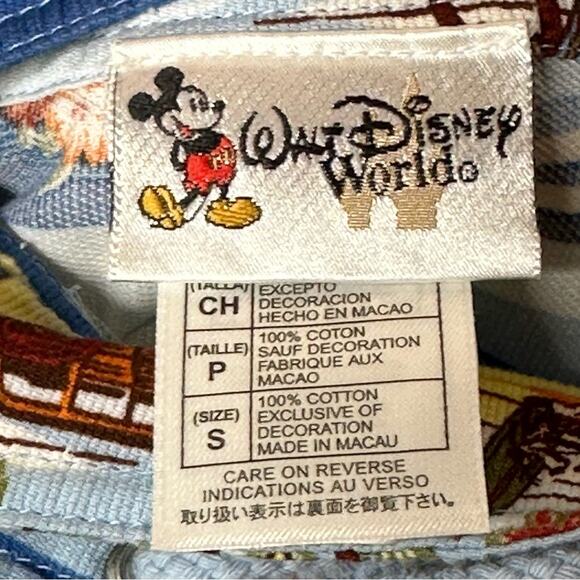 WALT DISNEY
World
(TALLA)
CH
EXCEPTO
DECORACION
HECHO EN MACAO
(TAILLE)
P
100% COTON
SAUF DECORATION
FABRIQUE AUX
MACAO
(SIZE)
S
100% COTTON
EXCLUSIVE OF
DECORATION
MADE IN MACAU
CARE ON REVERSE
INDICATIONS AU VERSO
取り扱い表示は裏面を御覧下さい。